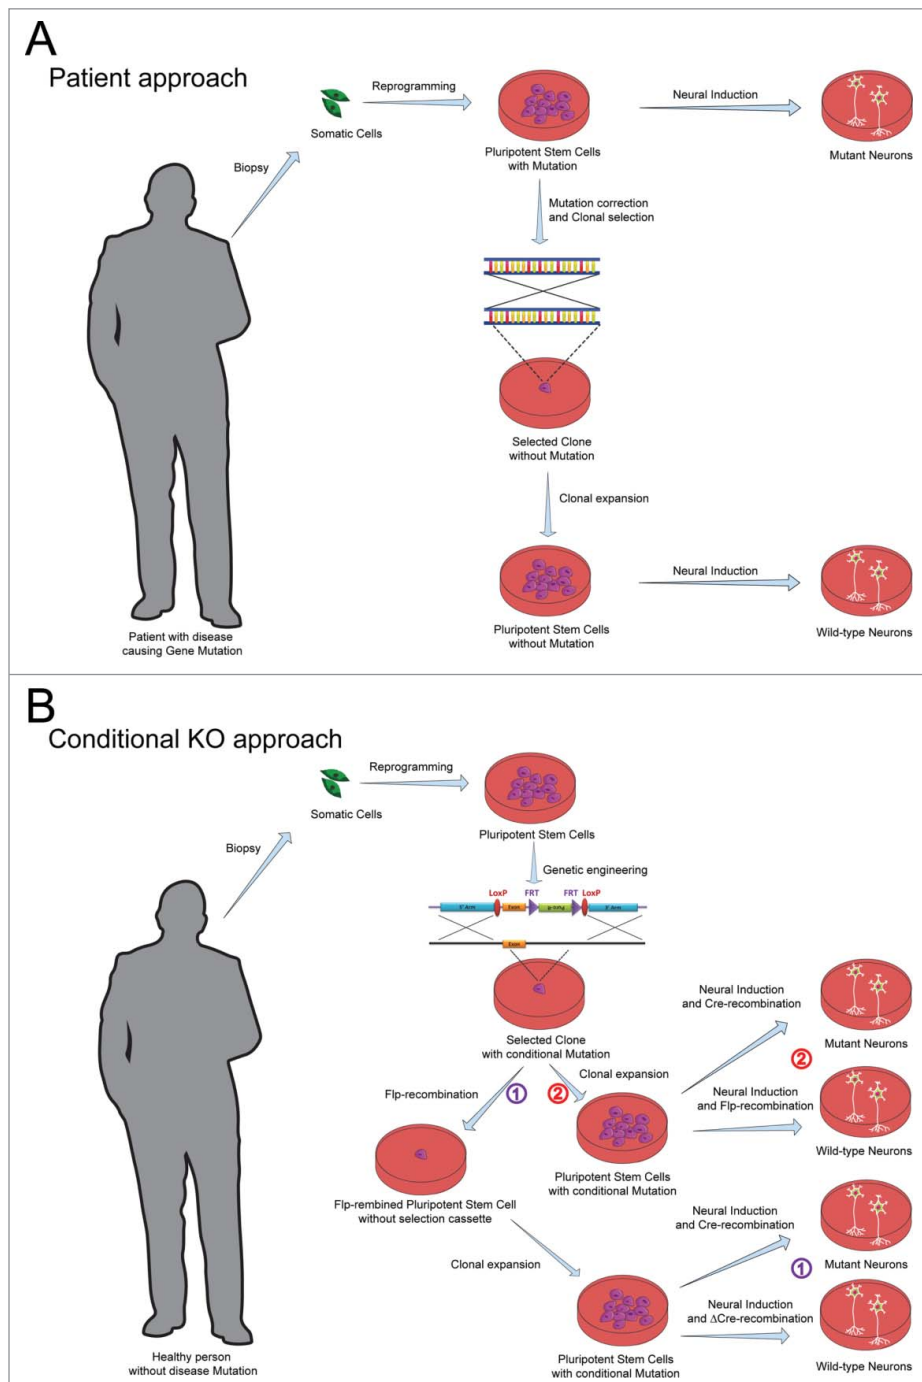 A
Patient approach
Biopsy
Somatic Cells
Reprogramming
Pluripotent Stem Cells
with Mutation
Neural Induction
Mutant Neurons
Mutation correction
and Clonal selection
Selected Clone
without Mutation
Clonal expansion
Pluripotent Stem Cells
without Mutation
Neural Induction
Wild-type Neurons
Patient with disease
causing Gene Mutation
B
Conditional KO approach
Biopsy
Somatic Cells
Reprogramming
Pluripotent Stem Cells
Genetic engineering
LoxP
FRT
FRT
LoxP
5' Arm
Exon
3' Arm
Exon
Selected Clone
with conditional Mutation
Flp-recombination
1
2
Clonal expansion
Flp-rembined Pluripotent Stem Cell
without selection cassette
Pluripotent Stem Cells
with conditional Mutation
Neural Induction
and Cre-recombination
Mutant Neurons
2
Neural Induction
and Flp-recombination
Wild-type Neurons
Clonal expansion
Pluripotent Stem Cells
with conditional Mutation
Neural Induction
and Cre-recombination
Mutant Neurons
1
Neural Induction
and ΔCre-recombination
Wild-type Neurons
Healthy person
without disease Mutation